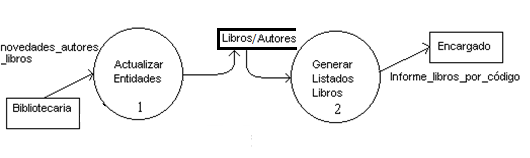 novedades_autores
_libros
Bibliotecaria
Actualizar
Entidades
1
Libros/Autores
Generar
Listados
Libros
2
Encargado
Informe_libros_por_código